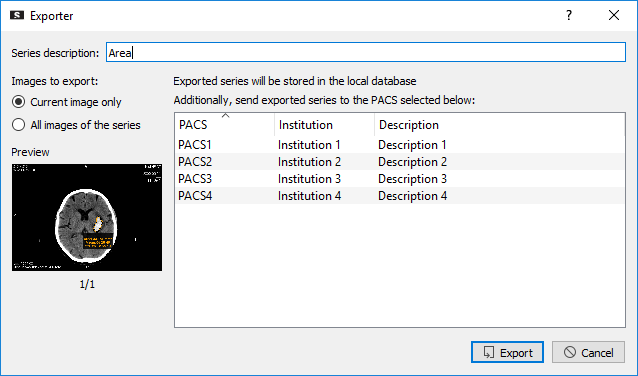 Exporter
Series description: Area
Images to export:
Current image only
All images of the series
Preview
1/1
Exported series will be stored in the local database
Additionally, send exported series to the PACS selected below:
PACS Institution Description
PACS1 Institution 1 Description 1
PACS2 Institution 2 Description 2
PACS3 Institution 3 Description 3
PACS4 Institution 4 Description 4
Export Cancel